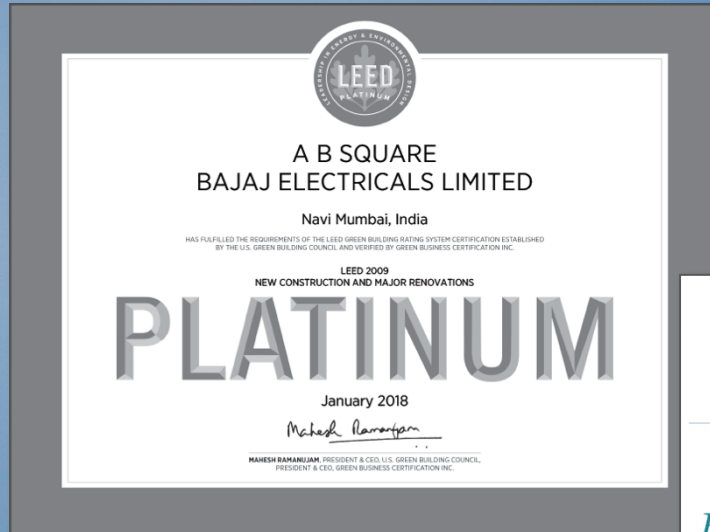 LEADERSHIP IN ENERGY & ENVIRONMENTAL DESIGN
LEED
PLATINUM
A B SQUARE
BAJAJ ELECTRICALS LIMITED
Navi Mumbai, India
HAS FULFILLED THE REQUIREMENTS OF THE LEED GREEN BUILDING RATING SYSTEM CERTIFICATION ESTABLISHED
BY THE U.S. GREEN BUILDING COUNCIL AND VERIFIED BY GREEN BUSINESS CERTIFICATION INC.
LEED 2009
NEW CONSTRUCTION AND MAJOR RENOVATIONS
PLATINUM
January 2018
Mahesh Ramanujam
MAHESH RAMANUJAM, PRESIDENT & CEO, U.S. GREEN BUILDING COUNCIL,
PRESIDENT & CEO, GREEN BUSINESS CERTIFICATION INC.